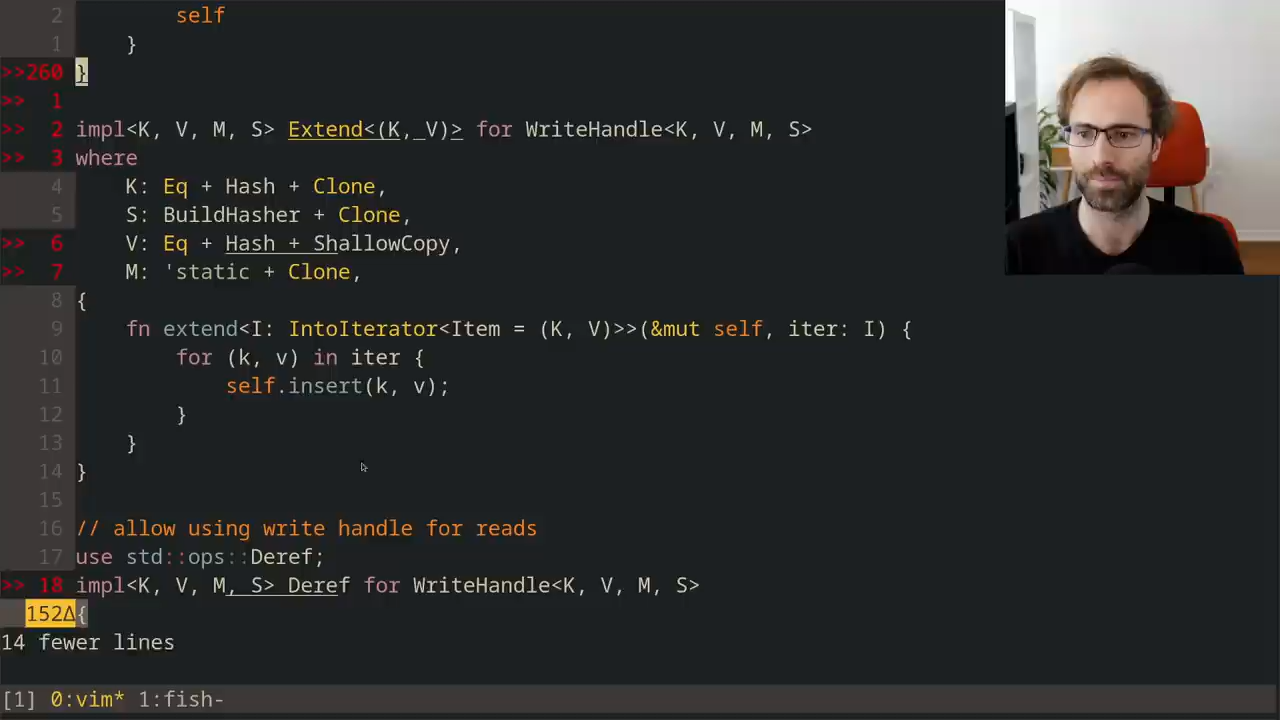 2 self
1 }
>>260 }
>> 1
>> 2 impl<K, V, M, S> Extend<(K, V)> for WriteHandle<K, V, M, S>
>> 3 where
4 K: Eq + Hash + Clone,
5 S: BuildHasher + Clone,
>> 6 V: Eq + Hash + ShallowCopy,
>> 7 M: 'static + Clone,
8 {
9 fn extend<I: IntoIterator<Item = (K, V)>>(&mut self, iter: I) {
10 for (k, v) in iter {
11 self.insert(k, v);
12 }
13 }
14 }
15
16 // allow using write handle for reads
17 use std::ops::Deref;
>> 18 impl<K, V, M, S> Deref for WriteHandle<K, V, M, S>
152Δ {
14 fewer lines
[1] 0:vim* 1:fish-